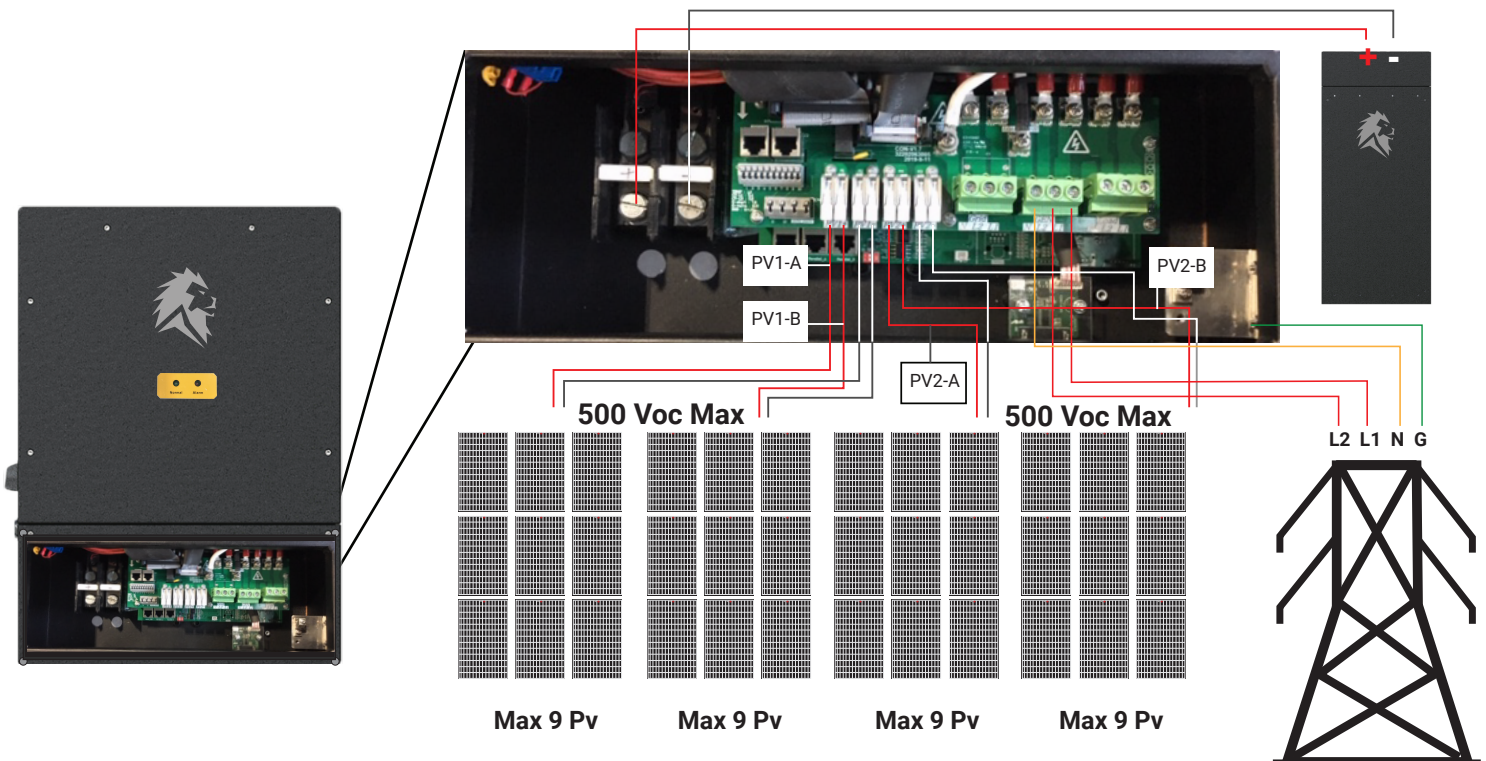 PV1-A
PV1-B
PV2-A
PV2-B
500 Voc Max
500 Voc Max
L2 L1 N G
Max 9 Pv
Max 9 Pv
Max 9 Pv
Max 9 Pv
Normal